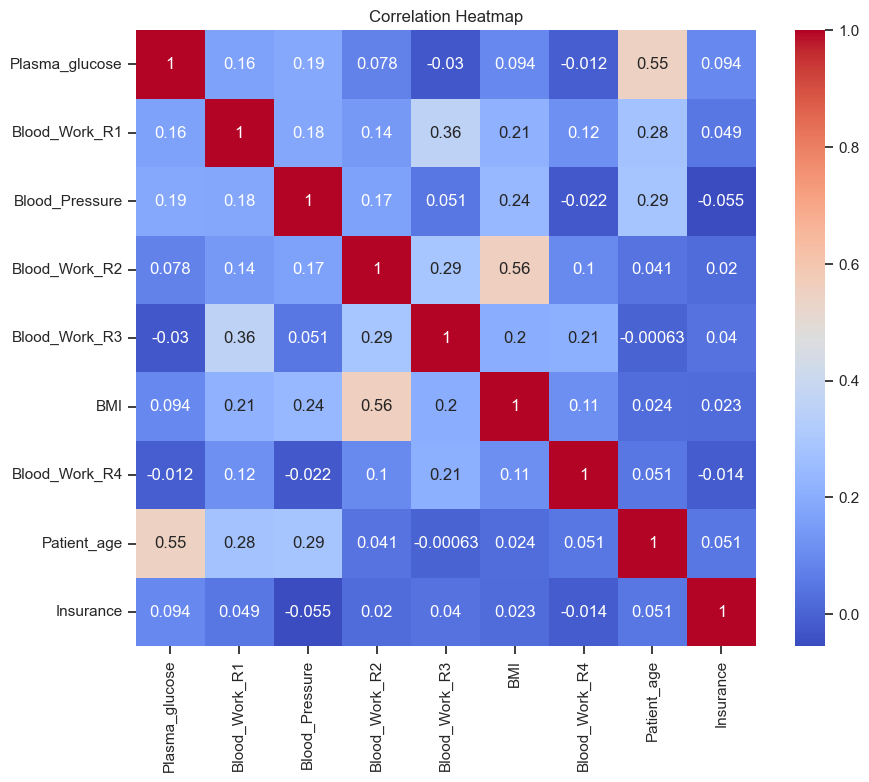 Correlation Heatmap
Plasma_glucose 1 0.16 0.19 0.078 -0.03 0.094 -0.012 0.55 0.094
Blood_Work_R1 0.16 1 0.18 0.14 0.36 0.21 0.12 0.28 0.049
Blood_Pressure 0.19 0.18 1 0.17 0.051 0.24 -0.022 0.29 -0.055
Blood_Work_R2 0.078 0.14 0.17 1 0.29 0.56 0.1 0.041 0.02
Blood_Work_R3 -0.03 0.36 0.051 0.29 1 0.2 0.21 -0.00063 0.04
BMI 0.094 0.21 0.24 0.56 0.2 1 0.11 0.024 0.023
Blood_Work_R4 -0.012 0.12 -0.022 0.1 0.21 0.11 1 0.051 -0.014
Patient_age 0.55 0.28 0.29 0.041 -0.00063 0.024 0.051 1 0.051
Insurance 0.094 0.049 -0.055 0.02 0.04 0.023 -0.014 0.051 1
Plasma_glucose
Blood_Work_R1
Blood_Pressure
Blood_Work_R2
Blood_Work_R3
BMI
Blood_Work_R4
Patient_age
Insurance
1.0
0.8
0.6
0.4
0.2
0.0